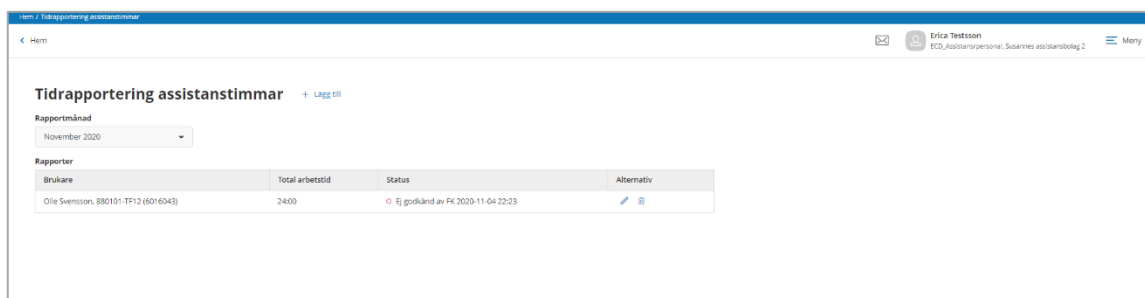 Hem / Tidrapportering assistanstimmar
Hem
Erica Testsson
ECD_Assistansrpersonal, Susannes assistansbolag 2
Meny
Tidrapportering assistanstimmar + Lägg till
Rapportmånad
November 2020
Rapporter
Brukare Total arbetstid Status Alternativ
Olle Svensson, 880101-TF12 (6016043) 24:00 Ej godkänd av FK 2020-11-04 22:23